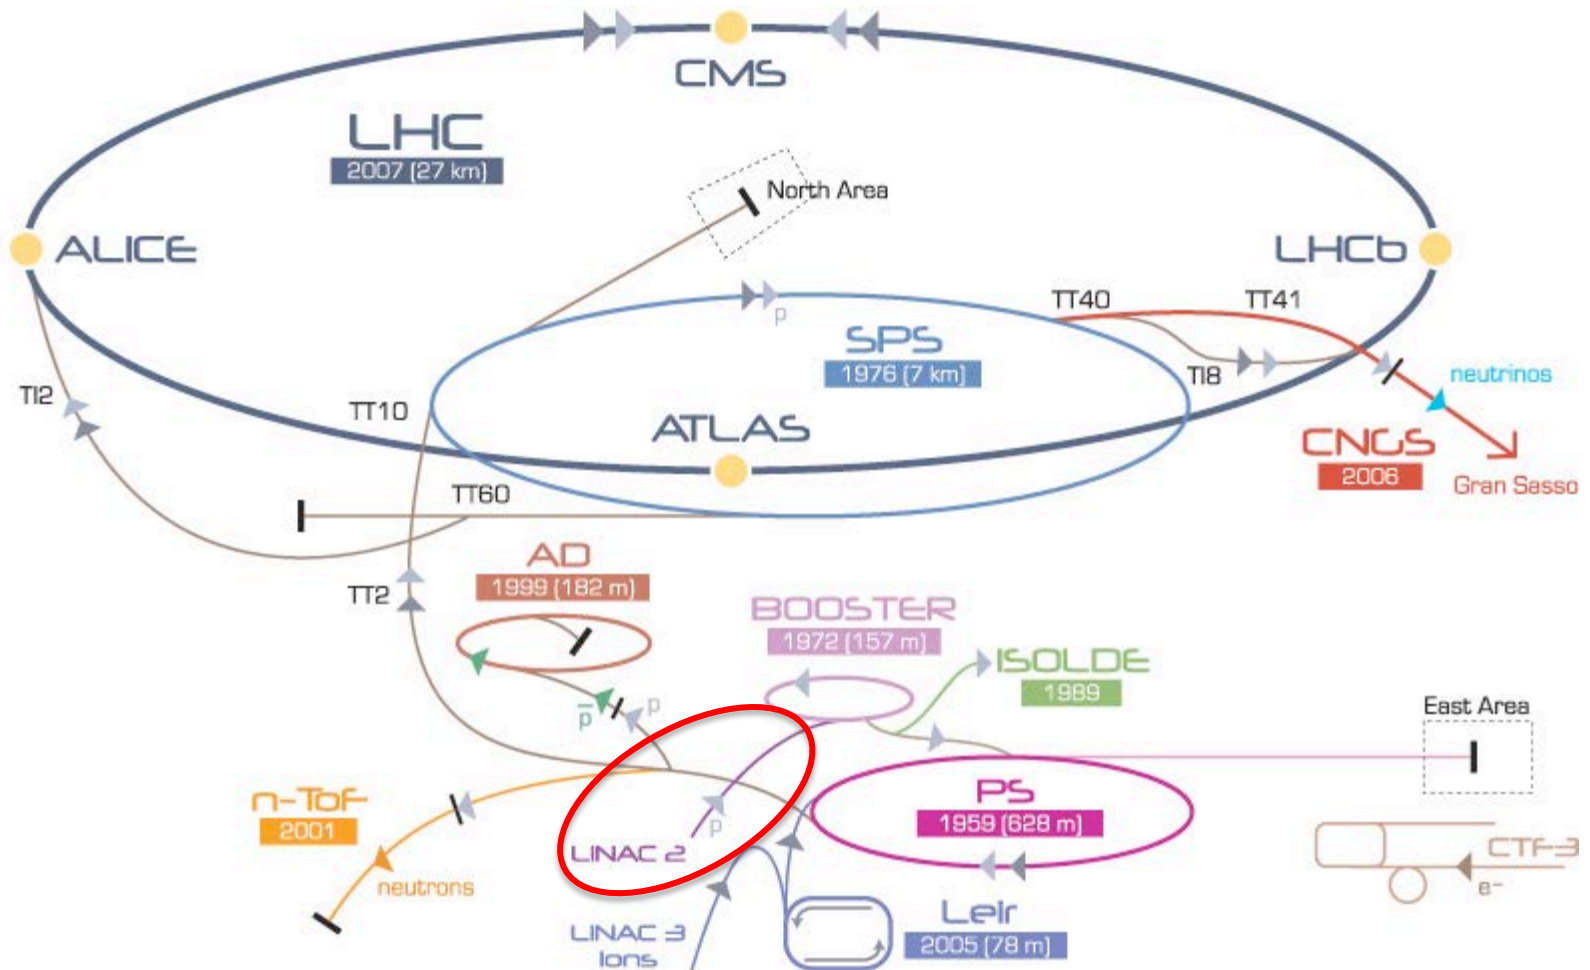 CMS
LHC
2007 (27 km)
North Area
ALICE
LHCb
p
TT40
TT41
SPS
1976 (7 km)
TI8
neutrinos
TI2
TT10
ATLAS
CNGS
2006
Gran Sasso
TT60
AD
1999 (182 m)
TT2
BOOSTER
1972 (157 m)
ISOLDE
1989
p̅
p
East Area
n-ToF
2001
neutrons
p
LINAC 2
PS
1959 (628 m)
CTF-3
e⁻
LINAC 3
Ions
Leir
2005 (78 m)